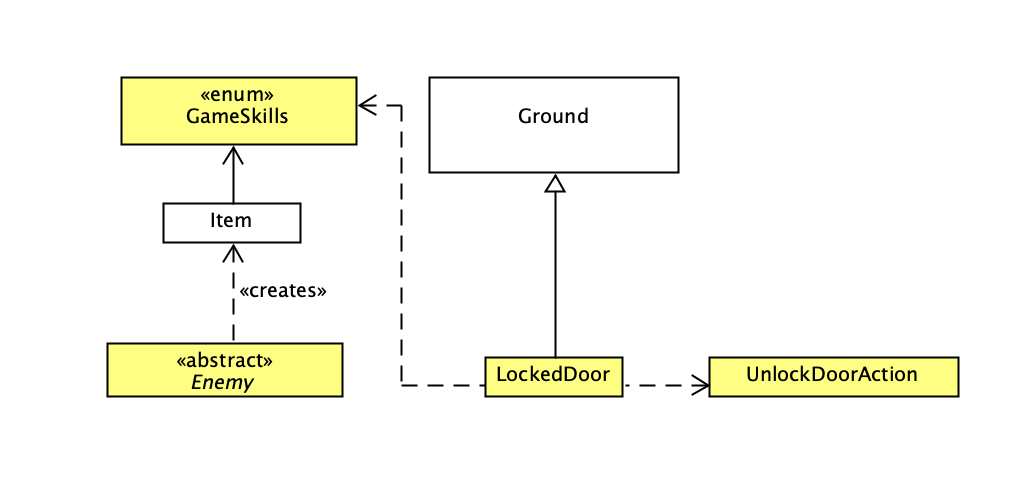 «enum»
GameSkills
Ground
Item
«creates»
«abstract»
Enemy
LockedDoor
UnlockDoorAction